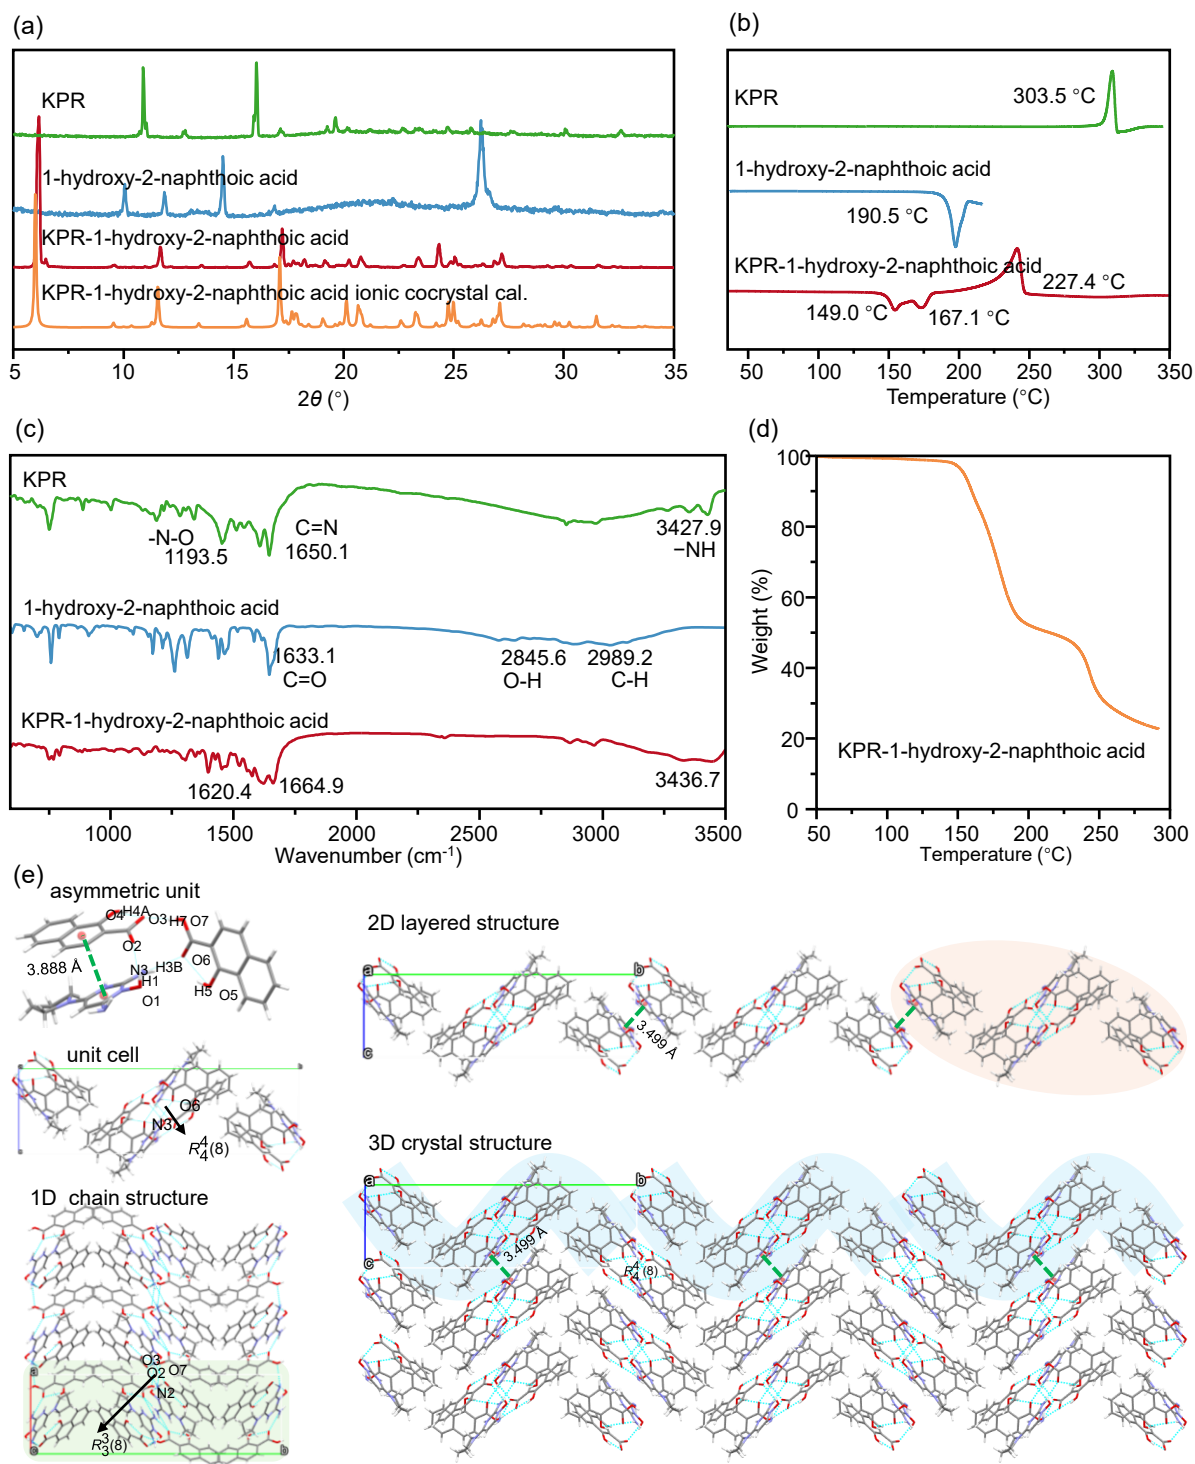 (a)
KPR
1-hydroxy-2-naphthoic acid
KPR-1-hydroxy-2-naphthoic acid
KPR-1-hydroxy-2-naphthoic acid ionic cocrystal cal.
5 10 15 20 25 30 35
2θ (°)
(b)
KPR
303.5 °C
1-hydroxy-2-naphthoic acid
190.5 °C
KPR-1-hydroxy-2-naphthoic acid
227.4 °C
149.0 °C
167.1 °C
50 100 150 200 250 300 350
Temperature (°C)
(c)
KPR
-N-O
1193.5
C=N
1650.1
3427.9
−NH
1-hydroxy-2-naphthoic acid
1633.1
C=O
2845.6
O-H
2989.2
C-H
KPR-1-hydroxy-2-naphthoic acid
1620.4
1664.9
3436.7
1000 1500 2000 2500 3000 3500
Wavenumber (cm-1)
(d)
100
80
60
40
20
0
Weight (%)
KPR-1-hydroxy-2-naphthoic acid
50 100 150 200 250 300
Temperature (°C)
(e)
asymmetric unit
O4 H4A O3 H7 O7
O2
O6
3.888 Å
N3 H3B
H1
O1
H5 O5
unit cell
O6
N3
R44(8)
1D chain structure
O3
O2 O7
N2
R33(8)
a
c
b
2D layered structure
a
b
c
3.499 Å
3D crystal structure
a
b
c
3.499 Å
R44(8)